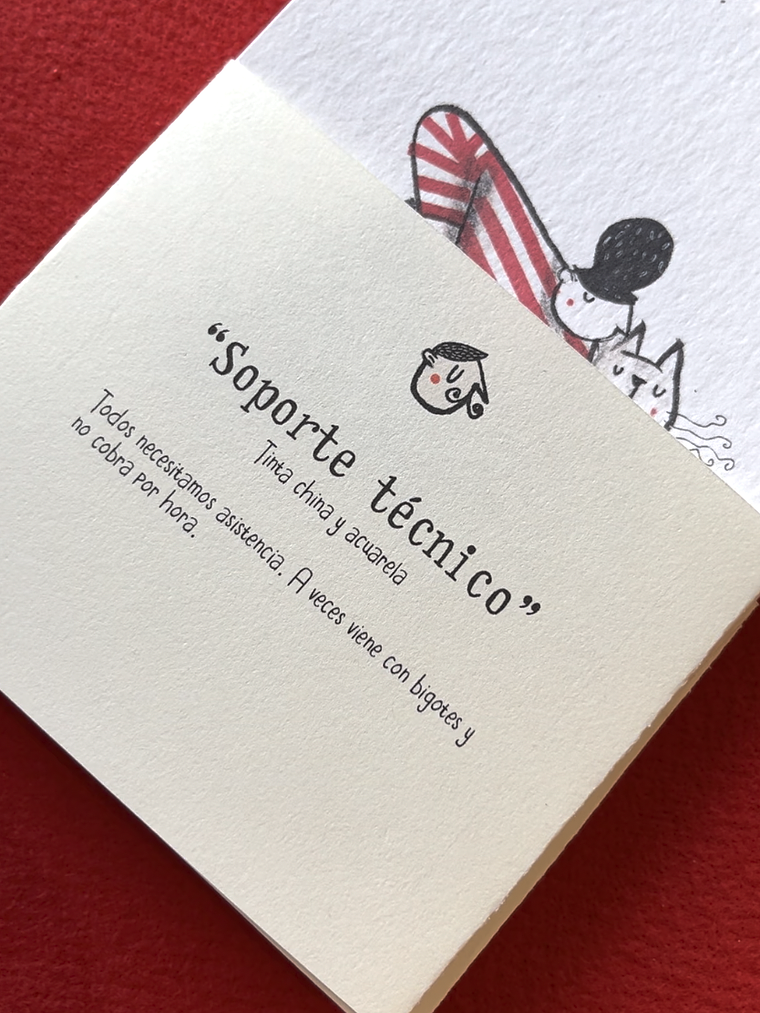 “Soporte técnico”
Tinta china y acuarela
Todos necesitamos asistencia. A veces viene con bigotes y
no cobra por hora.